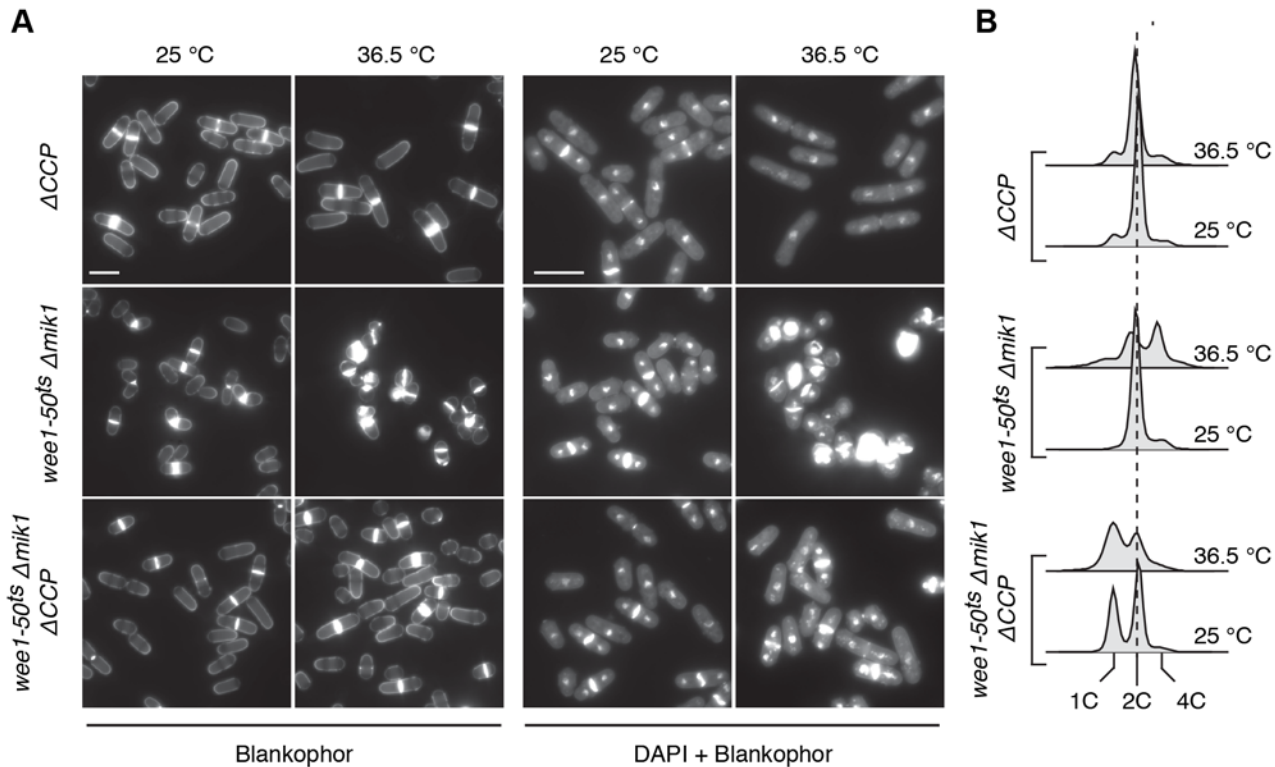 A
25 °C
36.5 °C
25 °C
36.5 °C
ΔCCP
wee1-50ts Δmik1
wee1-50ts Δmik1
ΔCCP
Blankophor
DAPI + Blankophor
B
36.5 °C
25 °C
ΔCCP
36.5 °C
25 °C
wee1-50ts Δmik1
36.5 °C
25 °C
wee1-50ts Δmik1
ΔCCP
1C
2C
4C